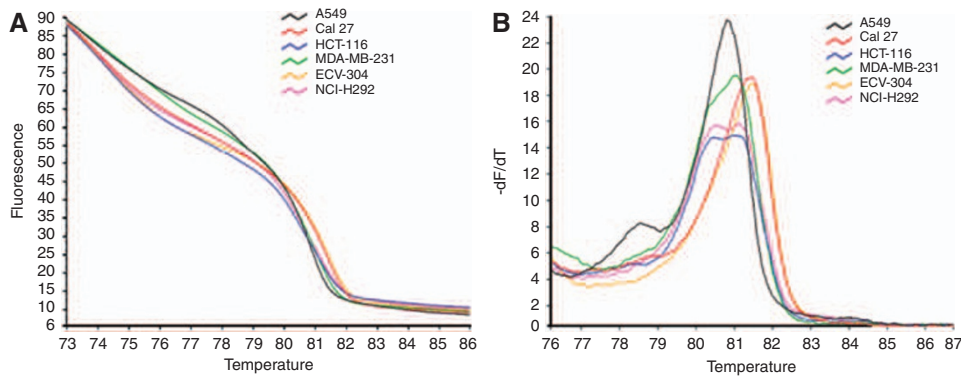 A
90
85
80
75
70
65
60
55
50
45
40
35
30
25
20
15
10
6
Fluorescence
73 74 75 76 77 78 79 80 81 82 83 84 85 86
Temperature
A549
Cal 27
HCT-116
MDA-MB-231
ECV-304
NCI-H292
B
24
22
20
18
16
14
12
10
8
6
4
2
0
-dF/dT
76 77 78 79 80 81 82 83 84 85 86 87
Temperature
A549
Cal 27
HCT-116
MDA-MB-231
ECV-304
NCI-H292